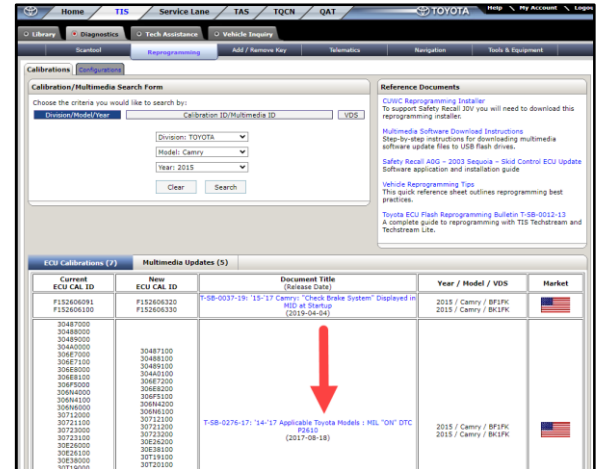 Home TIS Service Lane TAS TQCN QAT TOYOTA Help My Account Logou
Library Diagnostics Tech Assistance Vehicle Inquiry
Scantool Reprogramming Add / Remove Key Telematics Navigation Tools & Equipment
Calibrations Configurations
Calibration/Multimedia Search Form
Choose the criteria you would like to search by:
Division/Model/Year Calibration ID/Multimedia ID VDS
Division: TOYOTA
Model: Camry
Year: 2015
Clear Search
Reference Documents
CUWC Reprogramming Installer
To support Safety Recall J0V you will need to download this
reprogramming installer.
Multimedia Software Download Instructions
Step-by-step instructions for downloading multimedia
software update files to USB flash drives.
Safety Recall A0G – 2003 Sequoia – Skid Control ECU Update
Software application and installation guide
Vehicle Reprogramming Tips
This quick reference sheet outlines reprogramming best
practices.
Toyota ECU Flash Reprogramming Bulletin T-SB-0012-13
A complete guide to reprogramming with TIS Techstream and
Techstream Lite.
ECU Calibrations (7) Multimedia Updates (5)
Current
ECU CAL ID
New
ECU CAL ID
Document Title
(Release Date)
Year / Model / VDS
Market
F152606091
F152606100
F152606320
F152606330
T-SB-0037-19: '15-'17 Camry: "Check Brake System" Displayed in
MID at Startup
(2019-04-04)
2015 / Camry / BF1FK
2015 / Camry / BK1FK
30487000
30488000
30489000
304A0000
306E7000
306E7100
306E8000
306E8100
306F5000
306N4000
306N4100
306N6000
30712000
30721100
30723000
30723100
30E26000
30E26100
30E38000
30T19000
30487100
30488100
30489100
304A0100
306E7200
306E8200
306F5100
306N4200
306N6100
30712100
30721200
30723200
30E26200
30E38100
30T19100
30T20100
T-SB-0276-17: '14-'17 Applicable Toyota Models : MIL "ON" DTC
P2610
(2017-08-18)
2015 / Camry / BF1FK
2015 / Camry / BK1FK